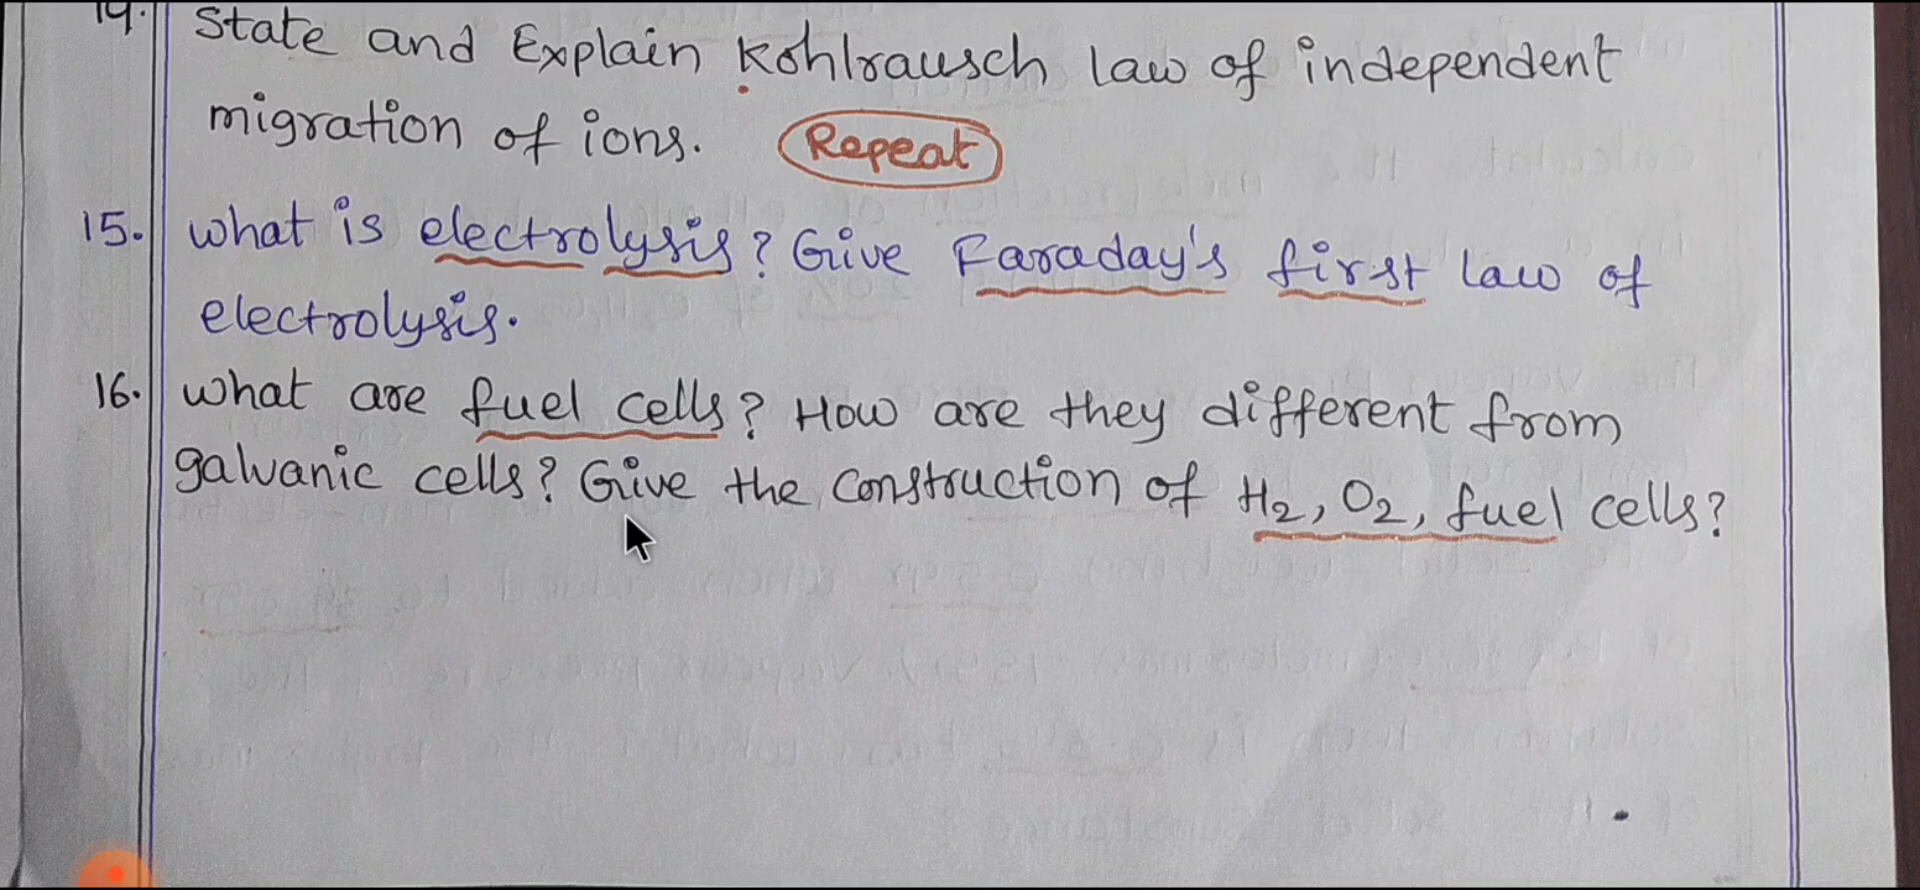 14. State and Explain Kohlrausch law of independent
migration of ions. Repeat
15. what is electrolysis? Give Faraday's first law of
electrolysis.
16. what are fuel cells? How are they different from
galvanic cells? Give the construction of H2, O2, fuel cells?